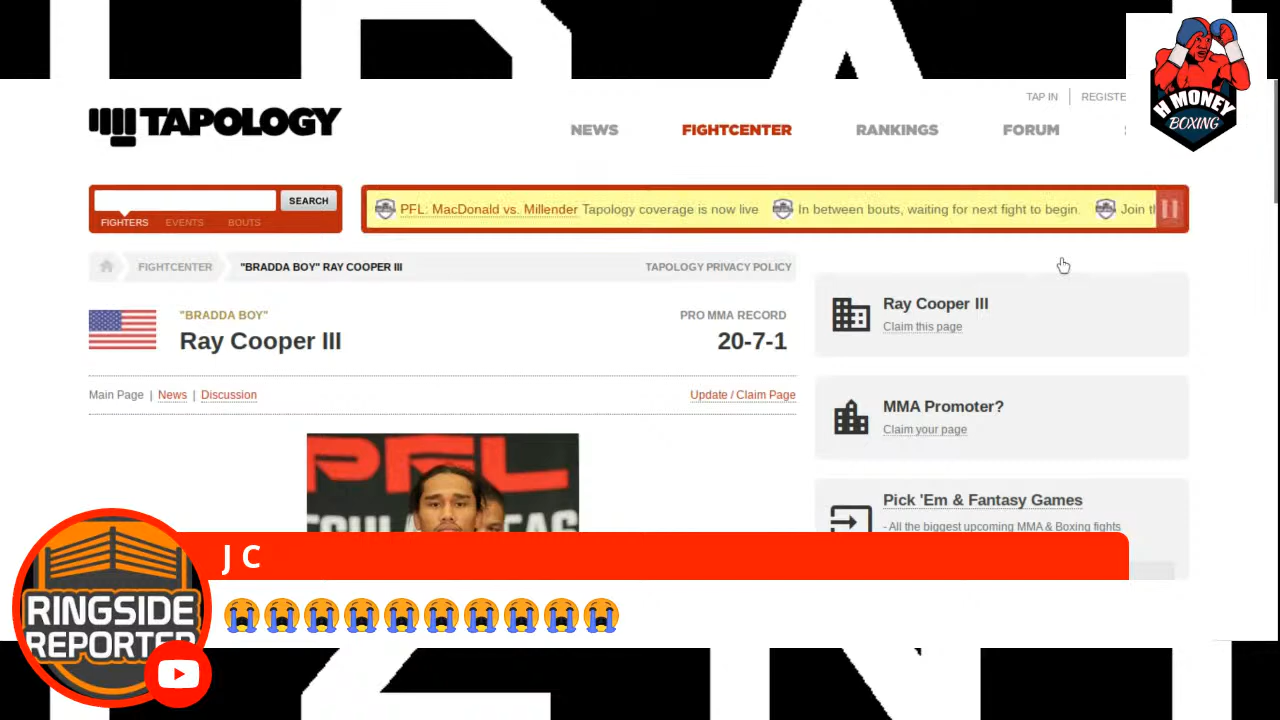 H MONEY
BOXING
TAPOLOGY
TAP IN
NEWS
FIGHTCENTER
RANKINGS
FORUM
SEARCH
FIGHTERS
EVENTS
BOUTS
PFL: MacDonald vs. Millender Tapology coverage is now live
In between bouts, waiting for next fight to begin.
Join
FIGHTCENTER
"BRADDA BOY" RAY COOPER III
TAPOLOGY PRIVACY POLICY
"BRADDA BOY"
Ray Cooper III
PRO MMA RECORD
20-7-1
Main Page | News | Discussion
Update / Claim Page
Ray Cooper III
Claim this page
MMA Promoter?
Claim your page
Pick 'Em & Fantasy Games
- All the biggest upcoming MMA & Boxing fights
PFL
J C
😭😭😭😭😭😭😭😭😭😭
RINGSIDE
REPORTER